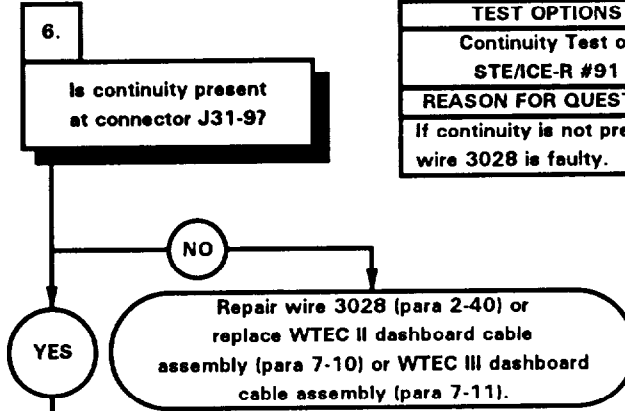 6.
Is continuity present
at connector J31-9?
TEST OPTIONS
Continuity Test o
STE/ICE-R #91
REASON FOR QUEST
If continuity is not pre
wire 3028 is faulty.
NO
YES
Repair wire 3028 (para 2-40) or
replace WTEC II dashboard cable
assembly (para 7-10) or WTEC III dashboard
cable assembly (para 7-11).